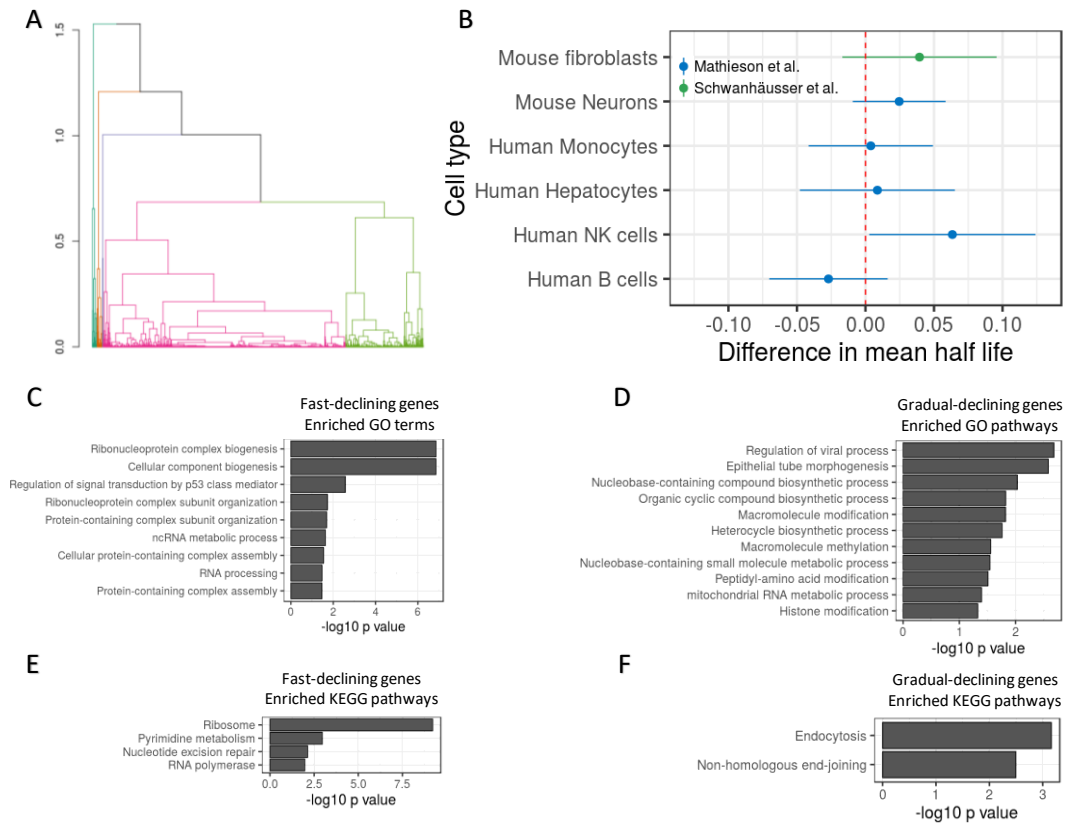 A
1.5
1.0
0.5
0.0
B
Cell type
Mouse fibroblasts
Mouse Neurons
Human Monocytes
Human Hepatocytes
Human NK cells
Human B cells
Mathieson et al.
Schwanhäusser et al.
-0.10 -0.05 0.00 0.05 0.10
Difference in mean half life
C
Fast-declining genes
Enriched GO terms
Ribonucleoprotein complex biogenesis
Cellular component biogenesis
Regulation of signal transduction by p53 class mediator
Ribonucleoprotein complex subunit organization
Protein-containing complex subunit organization
ncRNA metabolic process
Cellular protein-containing complex assembly
RNA processing
Protein-containing complex assembly
0 2 4 6
-log10 p value
D
Gradual-declining genes
Enriched GO pathways
Regulation of viral process
Epithelial tube morphogenesis
Nucleobase-containing compound biosynthetic process
Organic cyclic compound biosynthetic process
Macromolecule modification
Heterocycle biosynthetic process
Macromolecule methylation
Nucleobase-containing small molecule metabolic process
Peptidyl-amino acid modification
mitochondrial RNA metabolic process
Histone modification
0 1 2
-log10 p value
E
Fast-declining genes
Enriched KEGG pathways
Ribosome
Pyrimidine metabolism
Nucleotide excision repair
RNA polymerase
0.0 2.5 5.0 7.5
-log10 p value
F
Gradual-declining genes
Enriched KEGG pathways
Endocytosis
Non-homologous end-joining
0 1 2 3
-log10 p value